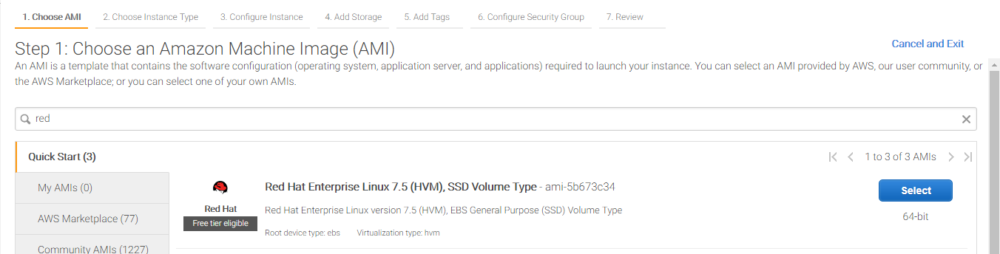 1. Choose AMI 2. Choose Instance Type 3. Configure Instance 4. Add Storage 5. Add Tags 6. Configure Security Group 7. Review
Step 1: Choose an Amazon Machine Image (AMI)
Cancel and Exit
An AMI is a template that contains the software configuration (operating system, application server, and applications) required to launch your instance. You can select an AMI provided by AWS, our user community, or
the AWS Marketplace; or you can select one of your own AMIs.
red
Quick Start (3)
1 to 3 of 3 AMIs
My AMIs (0)
AWS Marketplace (77)
Community AMIs (1227)
Red Hat
Free tier eligible
Red Hat Enterprise Linux 7.5 (HVM), SSD Volume Type - ami-5b673c34
Red Hat Enterprise Linux version 7.5 (HVM), EBS General Purpose (SSD) Volume Type
Root device type: ebs Virtualization type: hvm
Select
64-bit